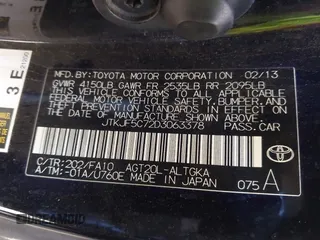 3 E
MFD. BY: TOYOTA MOTOR CORPORATION 02/13
GVWR 4150LB GAWR FR 2535LB RR 2095LB
THIS VEHICLE CONFORMS TO ALL APPLICABLE
FEDERAL MOTOR VEHICLE SAFETY, BUMPER, AND
THEFT PREVENTION STANDARDS IN EFFECT ON
THE DATE OF MANUFACTURE SHOWN ABOVE.
JTKJF5C72D3063378 PASS.CAR
C/TR:202/FA10 AGT20L-ALTGKA
A/TM:-01A/U760E MADE IN JAPAN
075 A